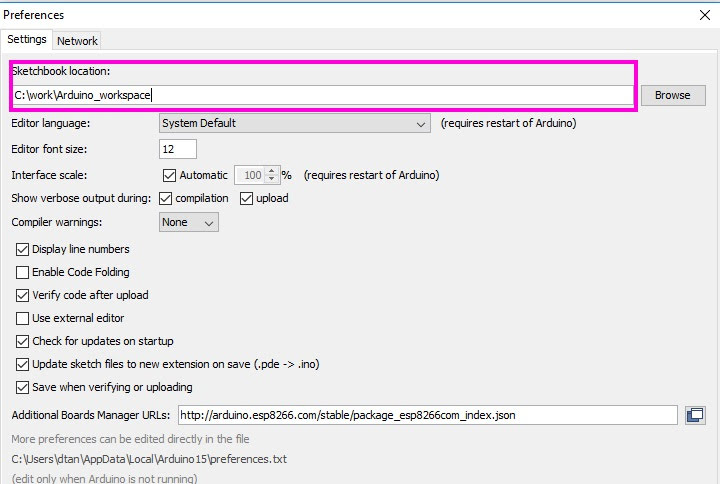 Preferences
Settings Network
Sketchbook location:
C:\work\Arduino_workspace Browse
Editor language: System Default (requires restart of Arduino)
Editor font size: 12
Interface scale: Automatic 100 % (requires restart of Arduino)
Show verbose output during: compilation upload
Compiler warnings: None
Display line numbers
Enable Code Folding
Verify code after upload
Use external editor
Check for updates on startup
Update sketch files to new extension on save (.pde -> .ino)
Save when verifying or uploading
Additional Boards Manager URLs: http://arduino.esp8266.com/stable/package_esp8266com_index.json
More preferences can be edited directly in the file
C:\Users\dtan\AppData\Local\Arduino15\preferences.txt
(edit only when Arduino is not running)